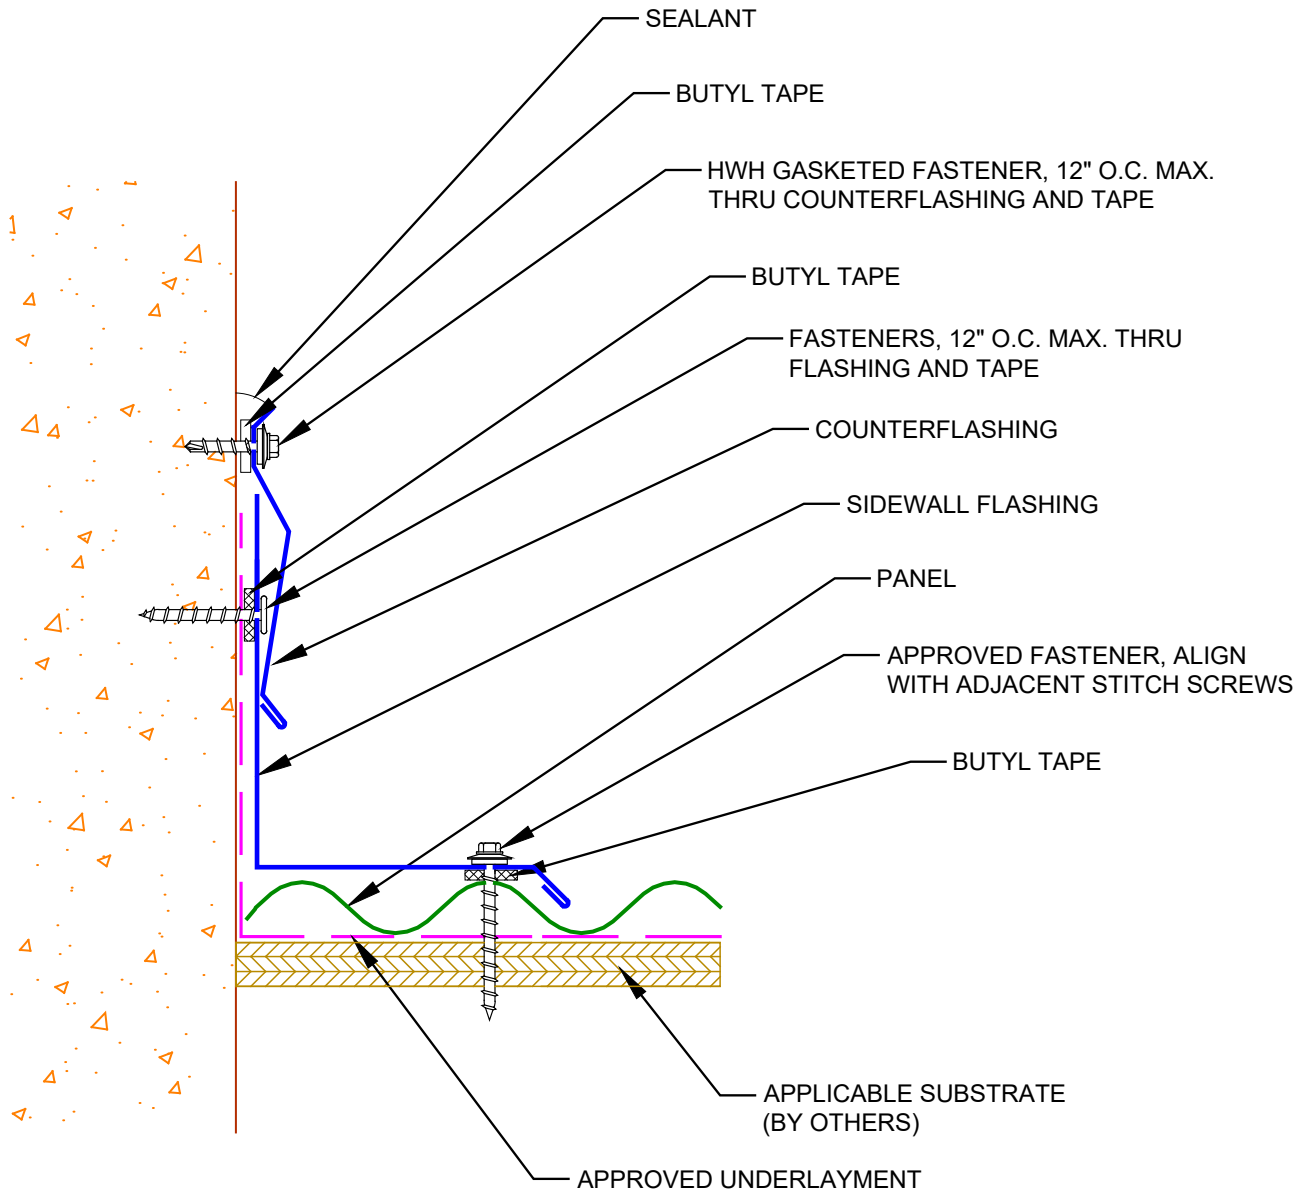 SEALANT
BUTYL TAPE
HWH GASKETED FASTENER, 12" O.C. MAX.
THRU COUNTERFLASHING AND TAPE
BUTYL TAPE
FASTENERS, 12" O.C. MAX. THRU
FLASHING AND TAPE
COUNTERFLASHING
SIDEWALL FLASHING
PANEL
APPROVED FASTENER, ALIGN
WITH ADJACENT STITCH SCREWS
BUTYL TAPE
APPLICABLE SUBSTRATE
(BY OTHERS)
APPROVED UNDERLAYMENT